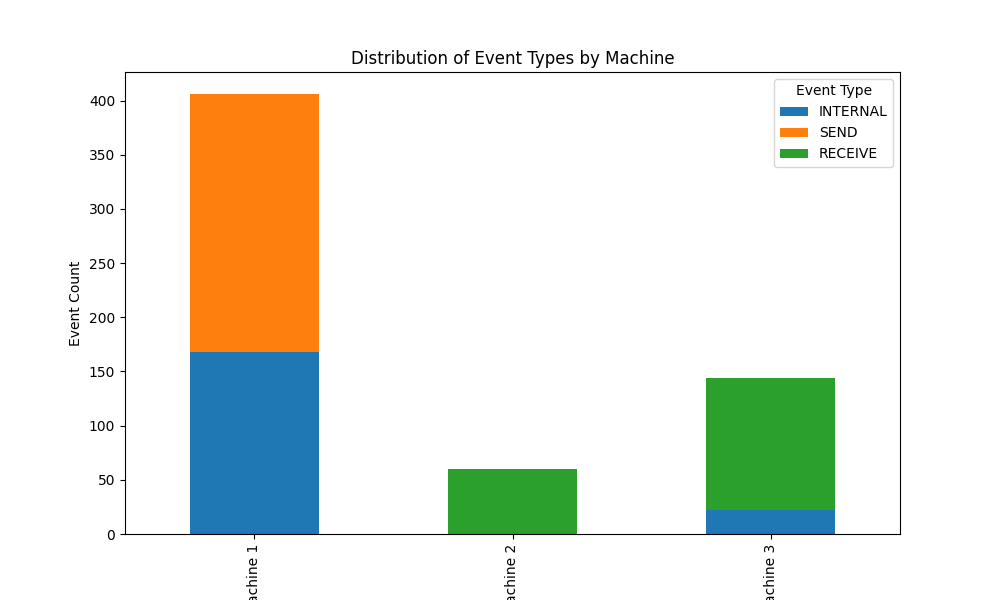 Distribution of Event Types by Machine
Event Type
INTERNAL
SEND
RECEIVE
Event Count
400
350
300
250
200
150
100
50
0
achine 1
achine 2
achine 3